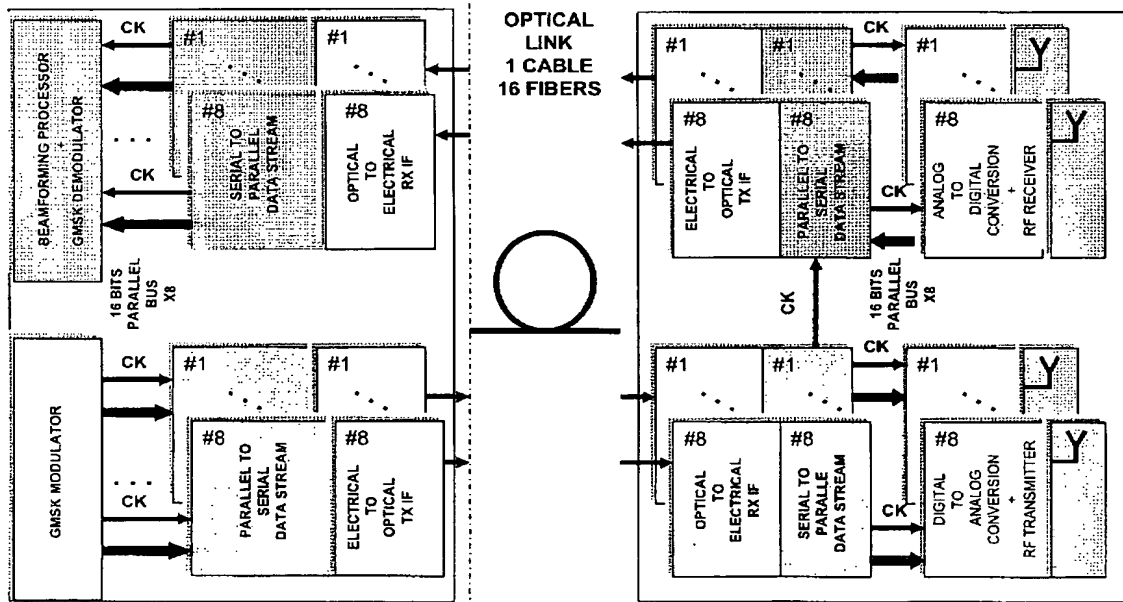 BEAMFORMING PROCESSOR
+
GMSK DEMODULATOR
CK
#1
#1
. . .
#8
SERIAL TO
PARALLEL
DATA STREAM
#8
OPTICAL
TO
ELECTRICAL
RX IF
CK
16 BITS
PARALLEL
BUS
X8
GMSK MODULATOR
CK
#1
#1
. . .
CK
#8
PARALLEL TO
SERIAL
DATA STREAM
#8
ELECTRICAL
TO
OPTICAL
TX IF
OPTICAL
LINK
1 CABLE
16 FIBERS
#1
#1
CK
#1
#8
ELECTRICAL
TO
OPTICAL
TX IF
#8
PARALLEL TO
SERIAL
DATA STREAM
CK
#8
ANALOG
TO
DIGITAL
CONVERSION
+
RF RECEIVER
CK
16 BITS
PARALLEL
BUS
X8
#1
CK
#1
#8
OPTICAL
TO
ELECTRICAL
RX IF
#8
SERIAL TO
PARALLE
DATA STREAM
CK
#8
DIGITAL
TO
ANALOG
CONVERSION
+
RF TRANSMITTER